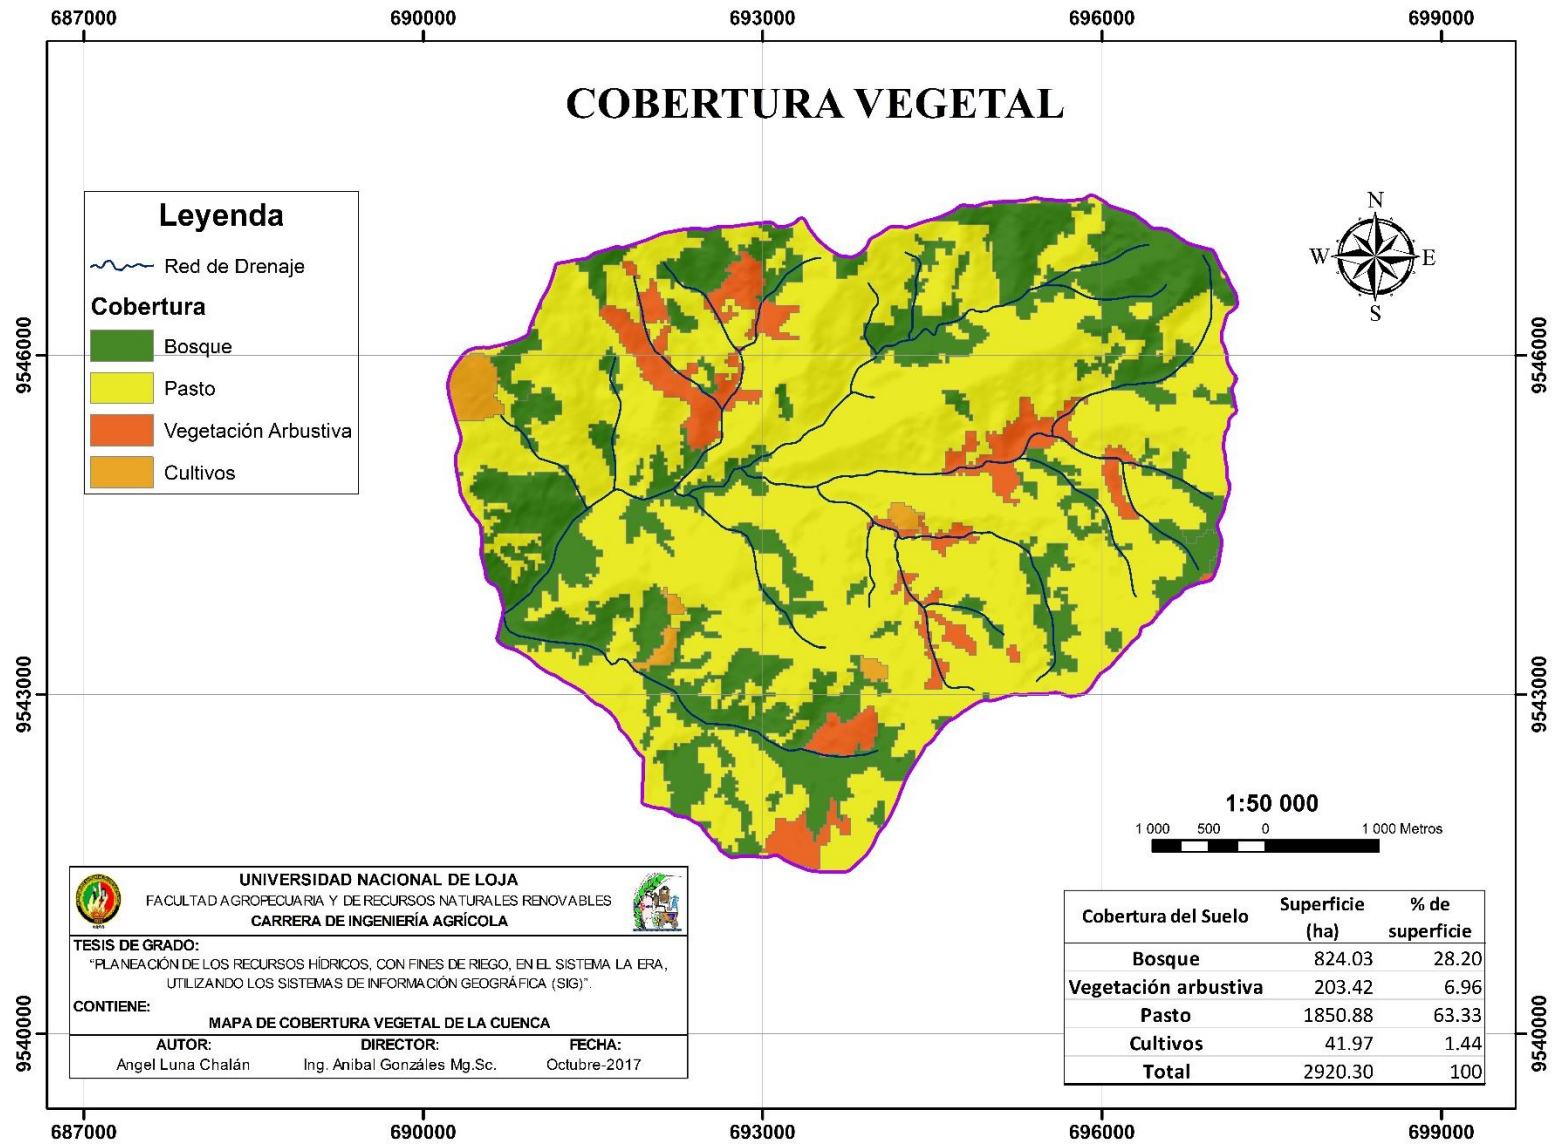 687000 690000 693000 696000 699000
COBERTURA VEGETAL
Leyenda
Red de Drenaje
Cobertura
Bosque
Pasto
Vegetación Arbustiva
Cultivos
N
W E
S
9546000 9546000
9543000 9543000
9540000 9540000
1:50 000
1 000 500 0 1 000 Metros
UNIVERSIDAD NACIONAL DE LOJA
FACULTAD AGROPECUARIA Y DE RECURSOS NATURALES RENOVABLES
CARRERA DE INGENIERÍA AGRÍCOLA
TESIS DE GRADO:
"PLANEACIÓN DE LOS RECURSOS HÍDRICOS, CON FINES DE RIEGO, EN EL SISTEMA LA ERA,
UTILIZANDO LOS SISTEMAS DE INFORMACIÓN GEOGRÁFICA (SIG)".
CONTIENE:
MAPA DE COBERTURA VEGETAL DE LA CUENCA
AUTOR: DIRECTOR: FECHA:
Angel Luna Chalán Ing. Anibal Gonzáles Mg.Sc. Octubre-2017
Cobertura del Suelo Superficie (ha) % de superficie
Bosque 824.03 28.20
Vegetación arbustiva 203.42 6.96
Pasto 1850.88 63.33
Cultivos 41.97 1.44
Total 2920.30 100
687000 690000 693000 696000 699000